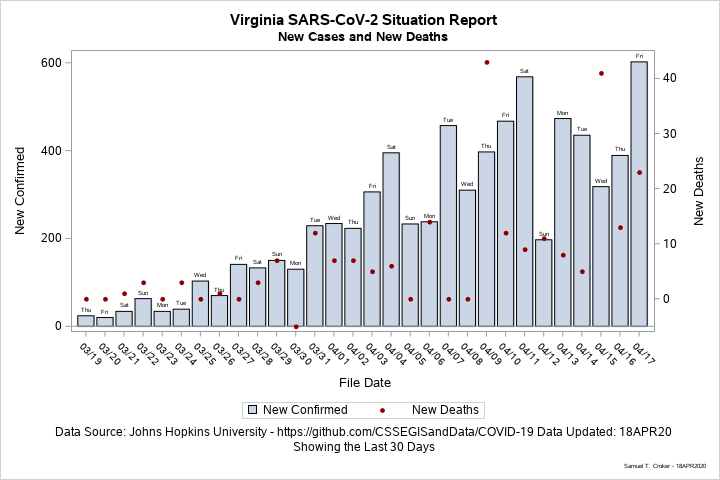 Virginia SARS-CoV-2 Situation Report
New Cases and New Deaths
600
400
200
0
New Confirmed
40
30
20
10
0
New Deaths
Thu Fri Sat Sun Mon Tue Wed Thu Fri Sat Sun Mon Tue Wed Thu Fri Sat Sun Mon Tue Wed Thu Fri Sat Sun Mon Tue Wed Thu Fri
03/19 03/20 03/21 03/22 03/23 03/24 03/25 03/26 03/27 03/28 03/29 03/30 03/31 04/01 04/02 04/03 04/04 04/05 04/06 04/07 04/08 04/09 04/10 04/11 04/12 04/13 04/14 04/15 04/16 04/17
File Date
New Confirmed New Deaths
Data Source: Johns Hopkins University - https://github.com/CSSEGISandData/COVID-19 Data Updated: 18APR20
Showing the Last 30 Days
Samuel T. Croker - 18APR2020